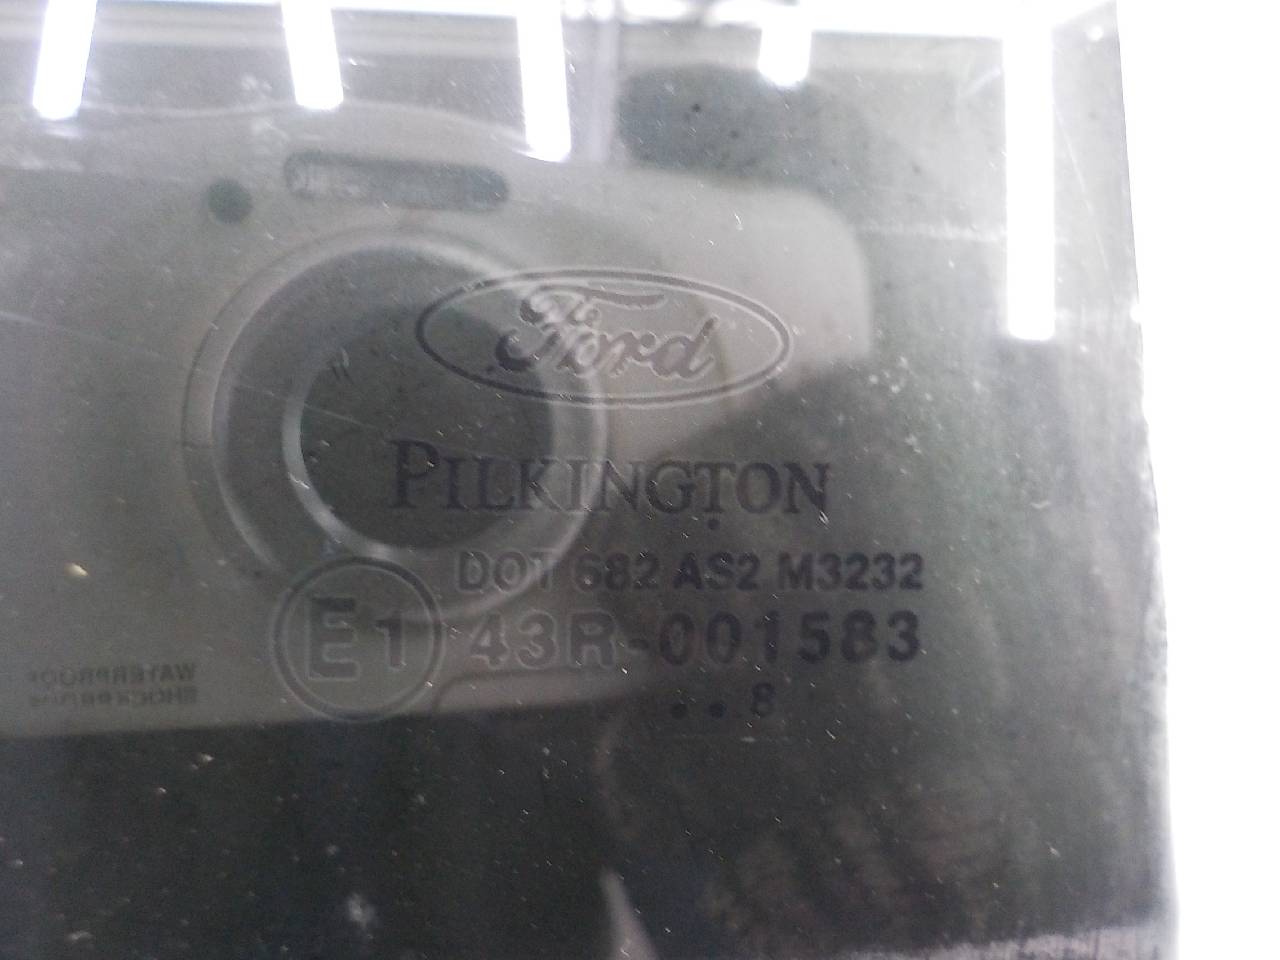 Ford
PILKINGTON
DOT 682 AS2 M3232
E1 43R-001583
. . 8
WATERPROOF
SHOCKPROOF